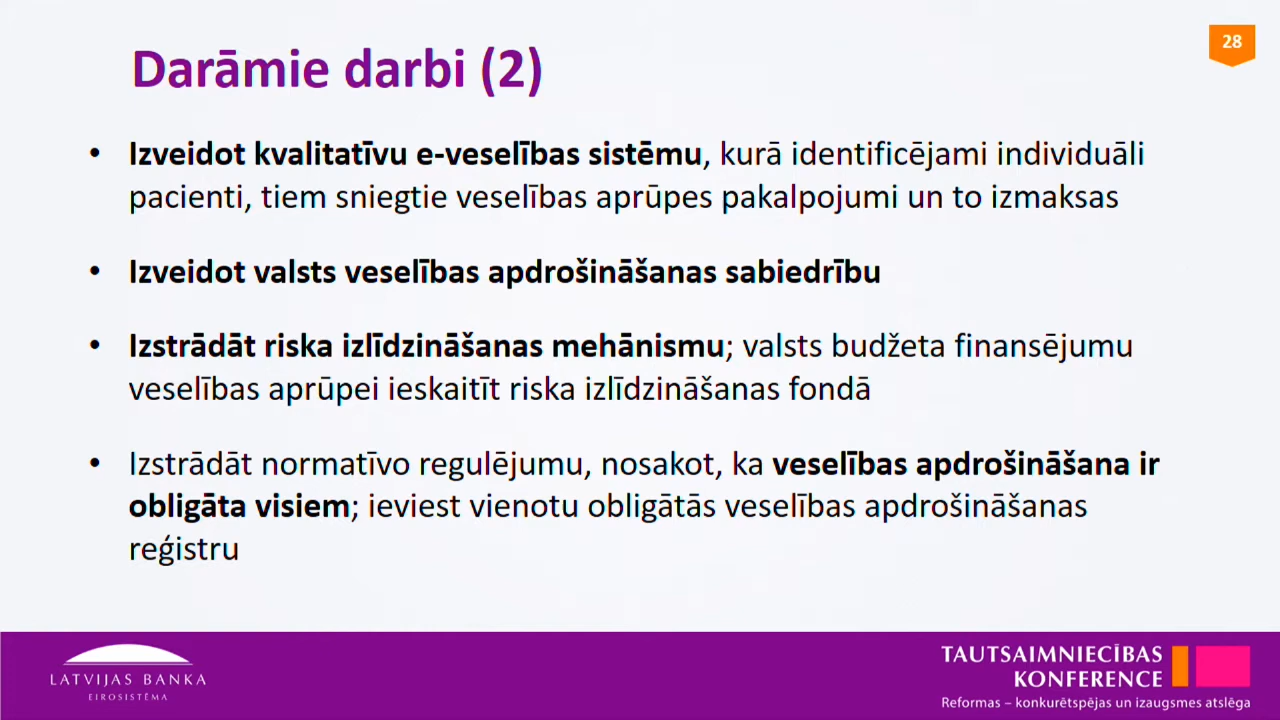 28
Darāmie darbi (2)
• Izveidot kvalitatīvu e-veselības sistēmu, kurā identificējami individuāli
pacienti, tiem sniegtie veselības aprūpes pakalpojumi un to izmaksas
• Izveidot valsts veselības apdrošināšanas sabiedrību
• Izstrādāt riska izlīdzināšanas mehānismu; valsts budžeta finansējumu
veselības aprūpei ieskaitīt riska izlīdzināšanas fondā
• Izstrādāt normatīvo regulējumu, nosakot, ka veselības apdrošināšana ir
obligāta visiem; ieviest vienotu obligātās veselības apdrošināšanas
reģistru
LATVIJAS BANKA
EIROSISTĒMA
TAUTSAIMNIECĪBAS
KONFERENCE
Reformas – konkurētspējas un izaugsmes atslēga